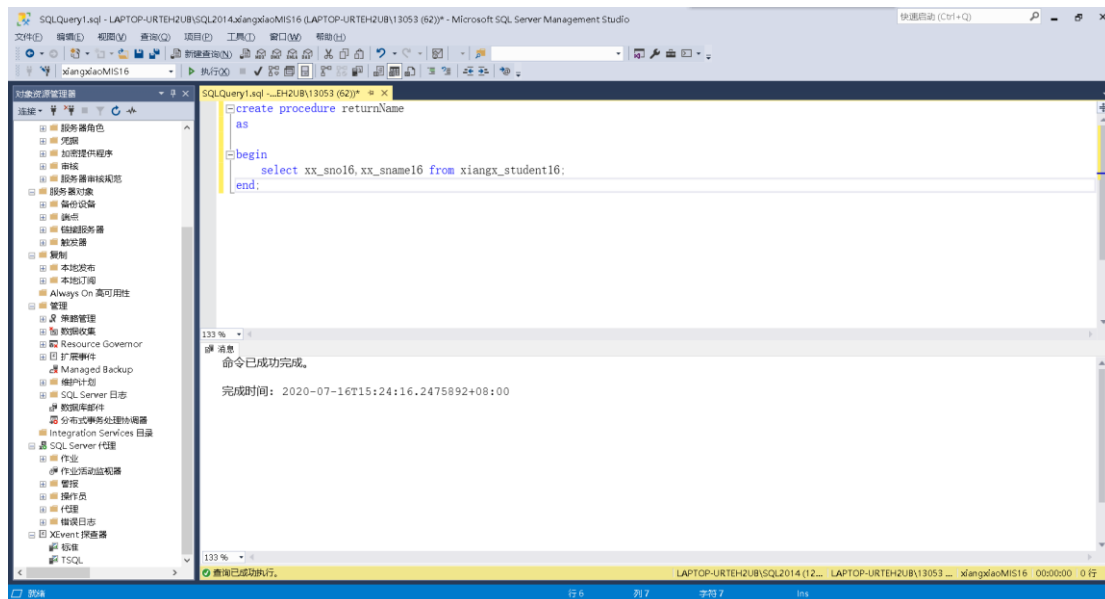 SQLQuery1.sql - LAPTOP-URTEH2UB\SQL2014.xiangxiaoMIS16 (LAPTOP-URTEH2UB\13053 (62))* - Microsoft SQL Server Management Studio
快速启动 (Ctrl+Q)
文件(F) 编辑(E) 视图(V) 查询(Q) 项目(P) 工具(T) 窗口(W) 帮助(H)
新建查询(N)
xiangxiaoMIS16 执行(X)
对象资源管理器
SQLQuery1.sql -...EH2UB\13053 (62))*
连接
服务器角色
凭据
加密提供程序
审核
服务器审核规范
服务器对象
备份设备
端点
链接服务器
触发器
复制
本地发布
本地订阅
Always On 高可用性
管理
策略管理
数据收集
Resource Governor
扩展事件
Managed Backup
维护计划
SQL Server 日志
数据库邮件
分布式事务处理协调器
Integration Services 目录
SQL Server 代理
作业
作业活动监视器
警报
操作员
代理
错误日志
XEvent 探查器
标准
TSQL
create procedure returnName
as
begin
select xx_sno16,xx_sname16 from xiangx_student16;
end;
133 %
消息
命令已成功完成。
完成时间: 2020-07-16T15:24:16.2475892+08:00
133 %
查询已成功执行。
LAPTOP-URTEH2UB\SQL2014 (12... LAPTOP-URTEH2UB\13053 ... xiangxiaoMIS16 00:00:00 0 行
就绪 行 6 列 7 字符 7 Ins